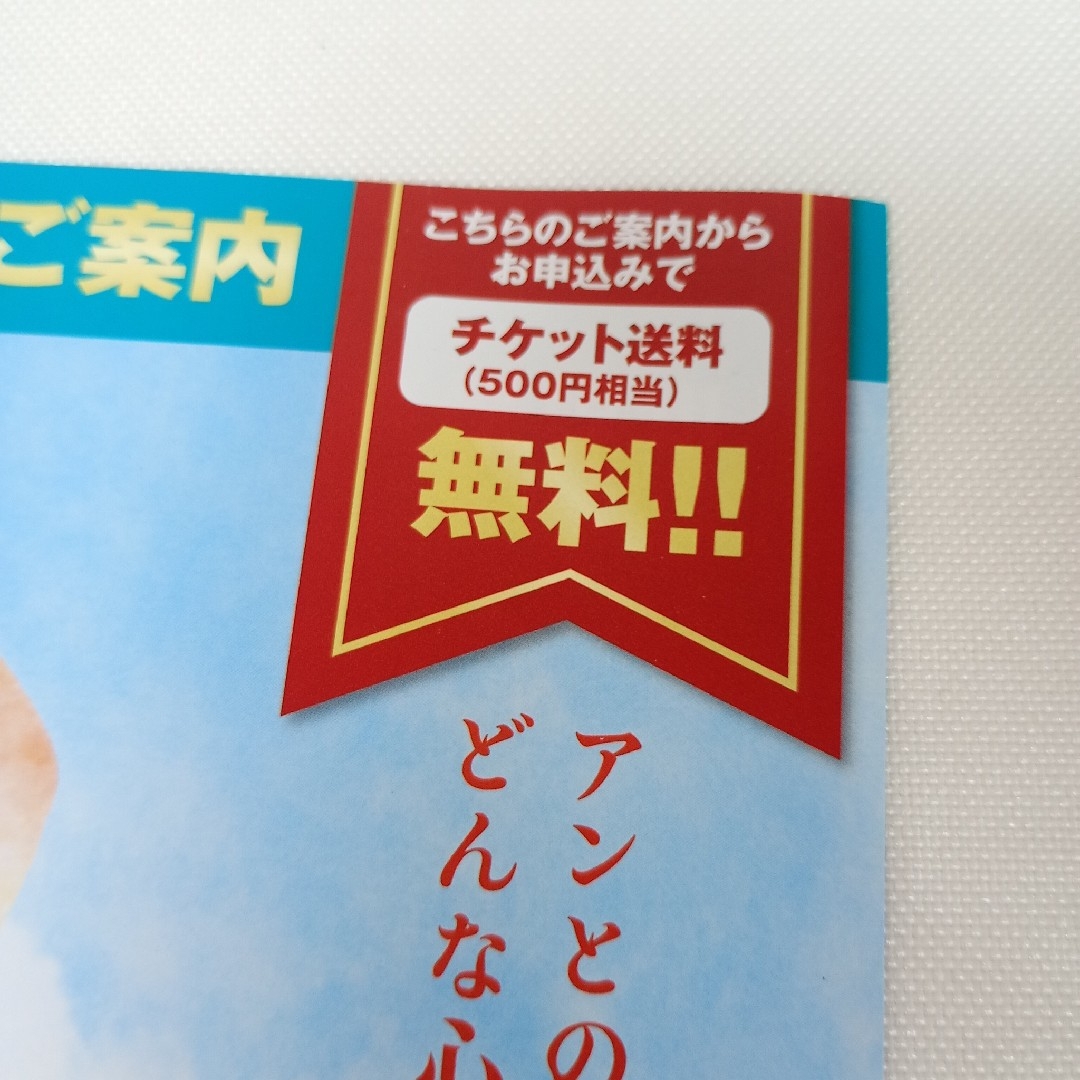 ご案内
こちらのご案内から
お申込みで
チケット送料
(500円相当)
無料!!
アンとの
どんな心